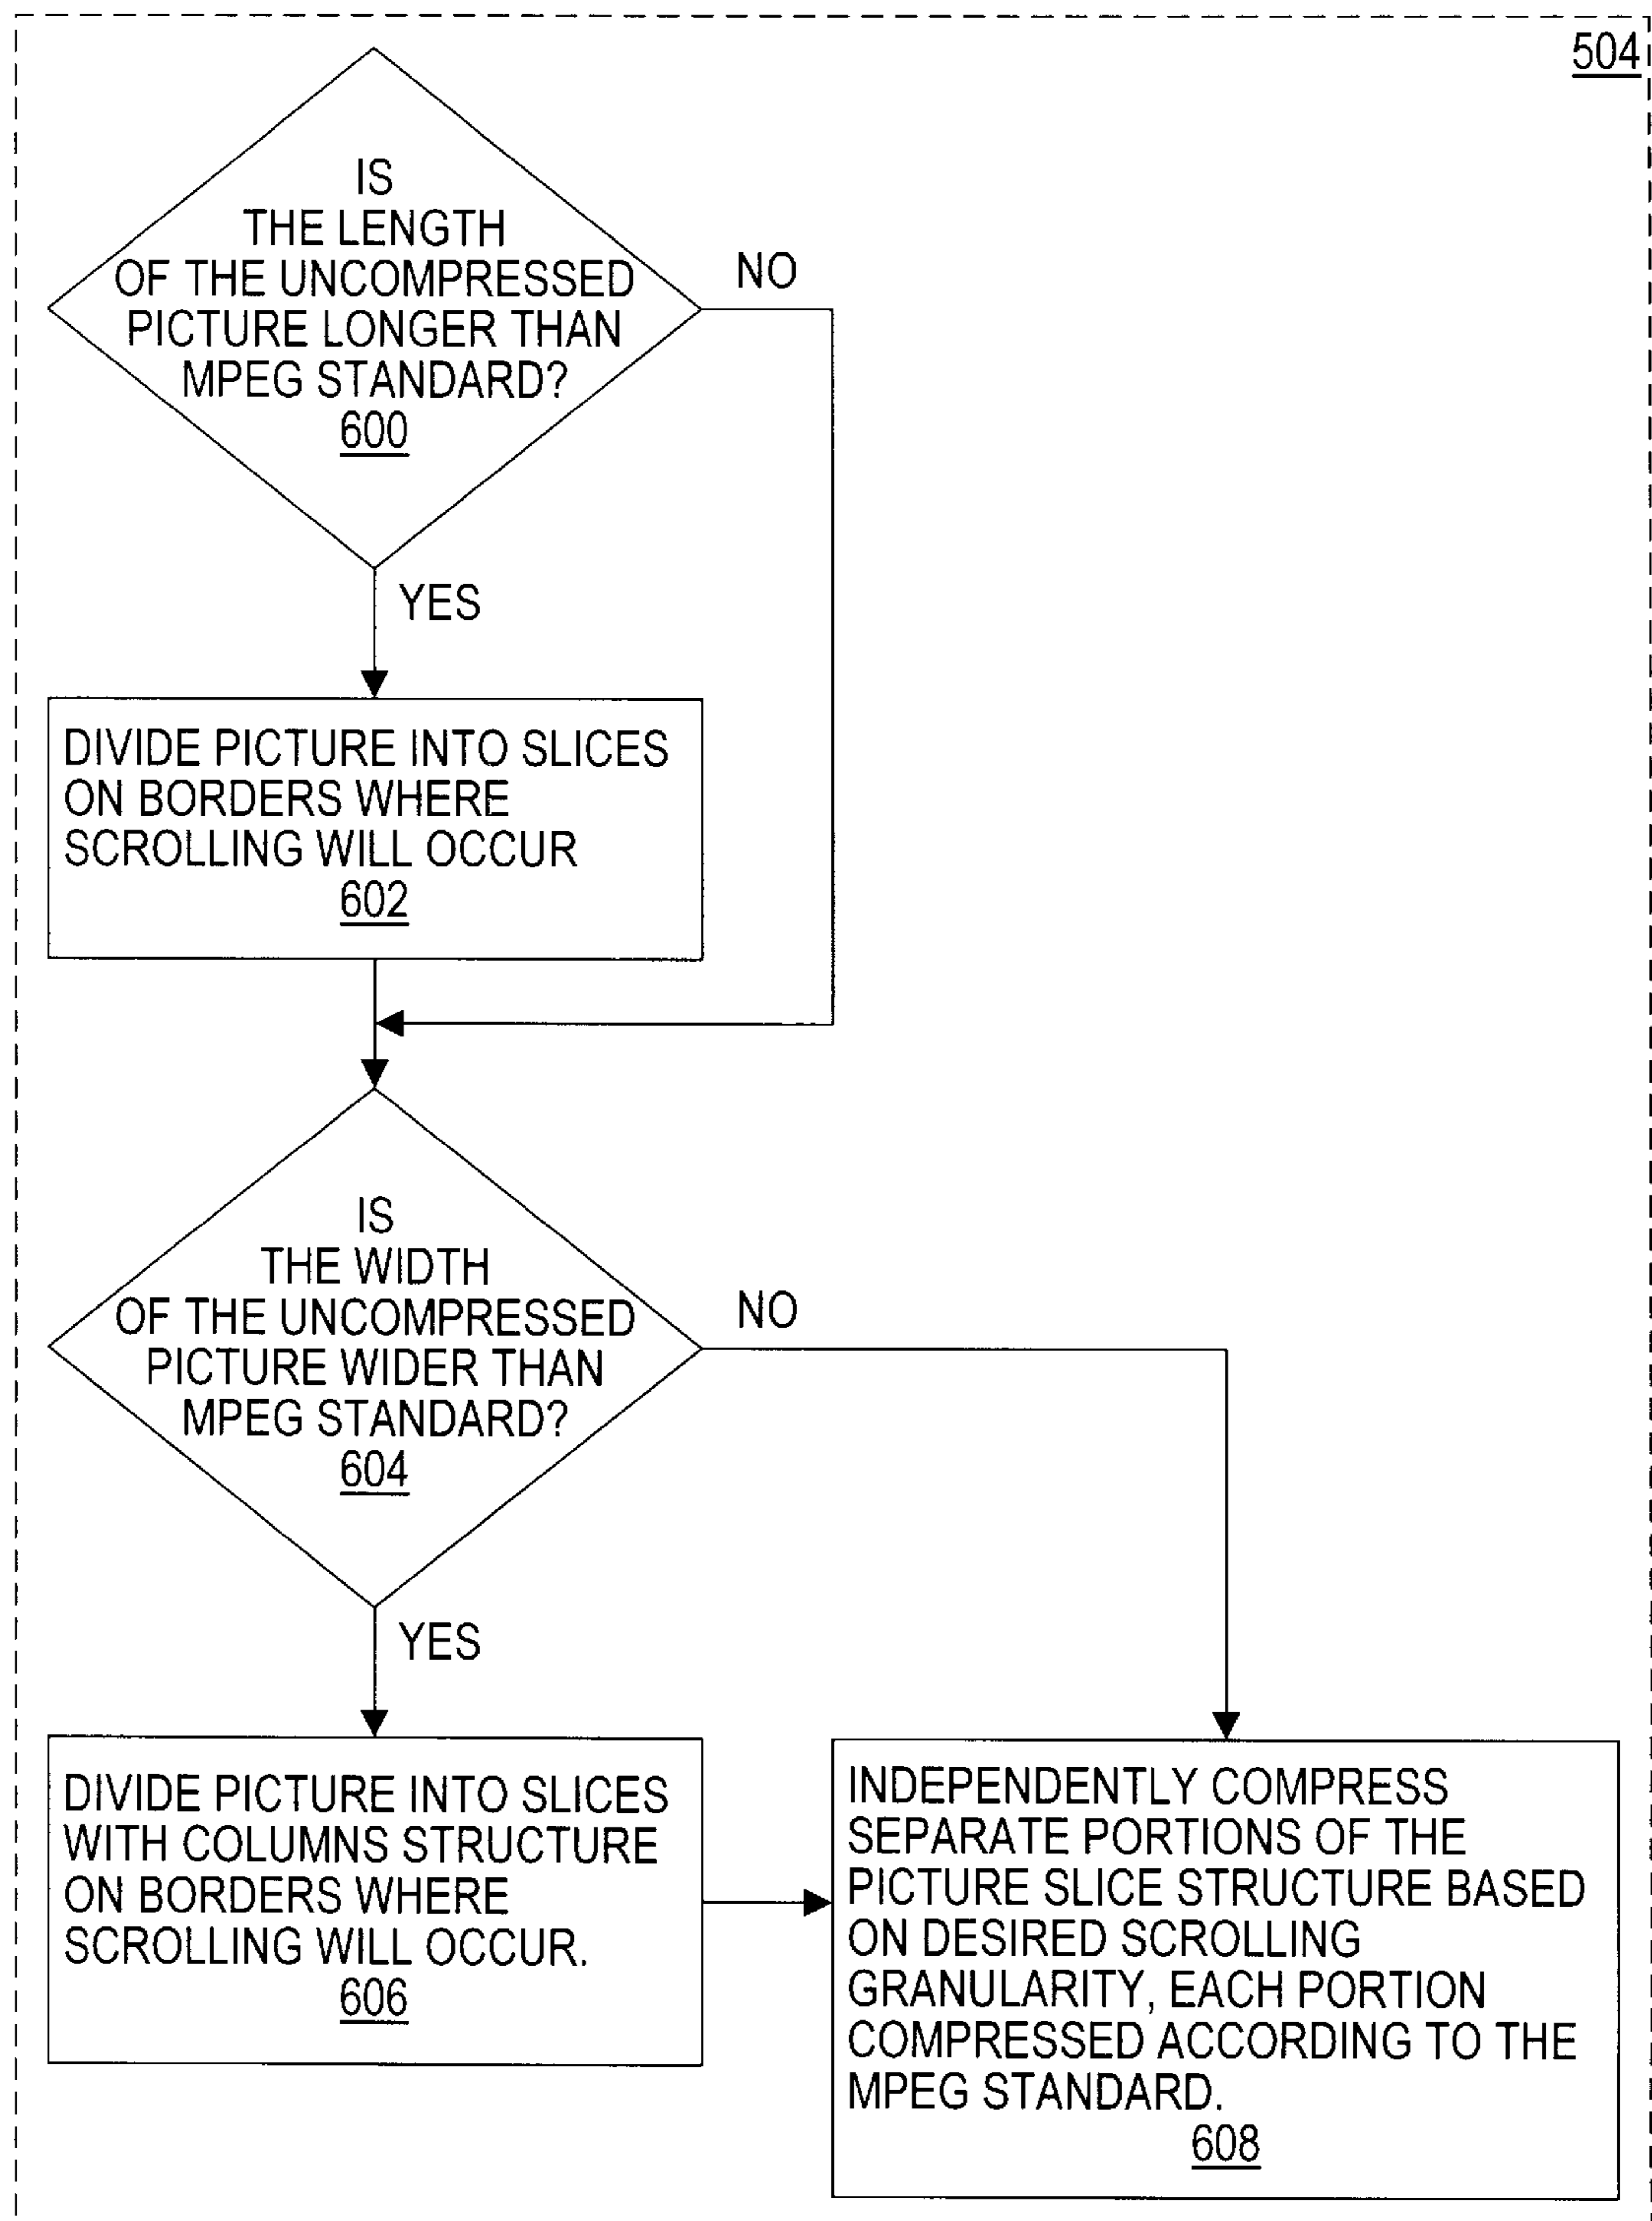 504
IS
THE LENGTH
OF THE UNCOMPRESSED
PICTURE LONGER THAN
MPEG STANDARD?
600
NO
YES
DIVIDE PICTURE INTO SLICES
ON BORDERS WHERE
SCROLLING WILL OCCUR
602
IS
THE WIDTH
OF THE UNCOMPRESSED
PICTURE WIDER THAN
MPEG STANDARD?
604
NO
YES
DIVIDE PICTURE INTO SLICES
WITH COLUMNS STRUCTURE
ON BORDERS WHERE
SCROLLING WILL OCCUR.
606
INDEPENDENTLY COMPRESS
SEPARATE PORTIONS OF THE
PICTURE SLICE STRUCTURE BASED
ON DESIRED SCROLLING
GRANULARITY, EACH PORTION
COMPRESSED ACCORDING TO THE
MPEG STANDARD.
608